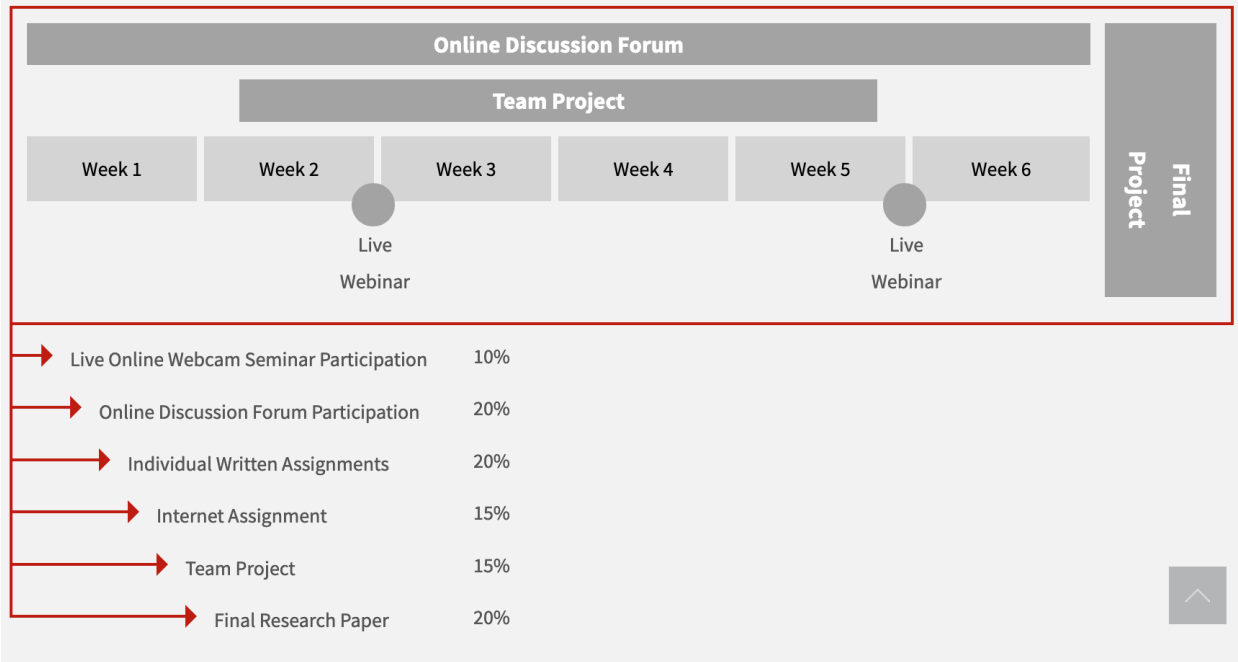 Online Discussion Forum
Team Project
Week 1 Week 2 Week 3 Week 4 Week 5 Week 6
Final
Project
Live
Webinar
Live
Webinar
Live Online Webcam Seminar Participation 10%
Online Discussion Forum Participation 20%
Individual Written Assignments 20%
Internet Assignment 15%
Team Project 15%
Final Research Paper 20%